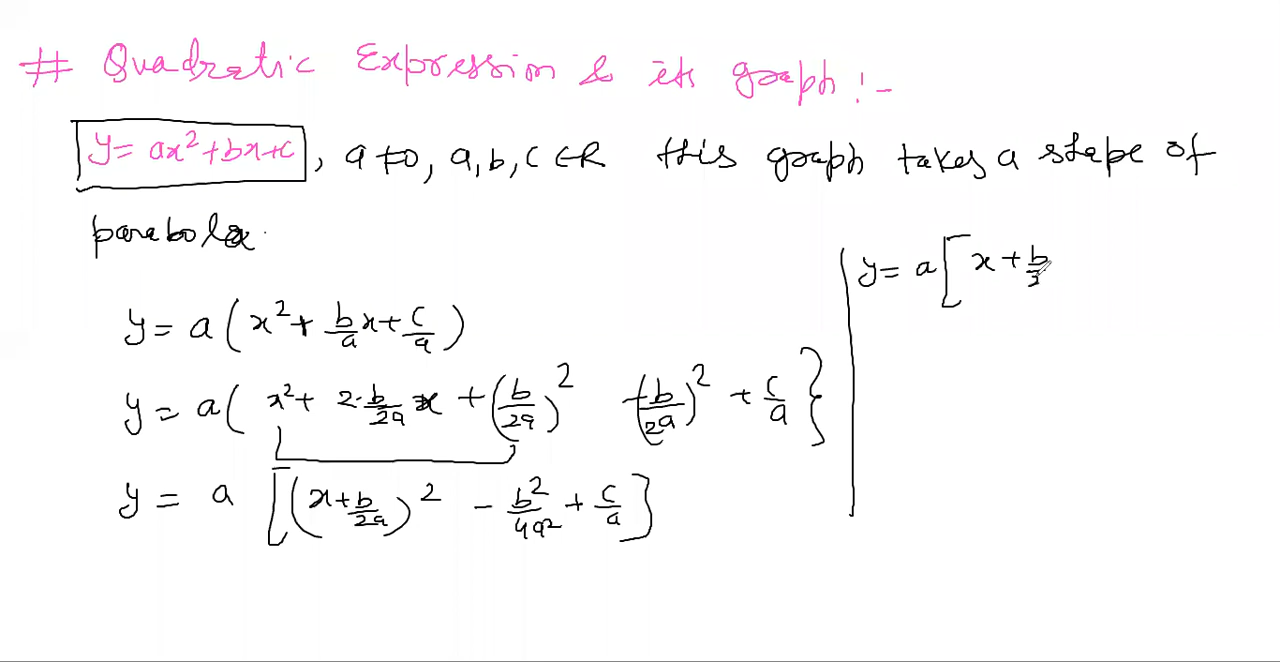 # Quadratic Expression & its graph :-
y = ax² + bx + c , a ≠ 0, a, b, c ∈ R this graph takes a shape of
parabola.
y = a ( x² + b/a x + c/a )
y = a ( x² + 2·b/2a x + (b/2a)² - (b/2a)² + c/a }
y = a [ ( x + b/2a )² - b²/4a² + c/a ]
y = a [ x + b/2